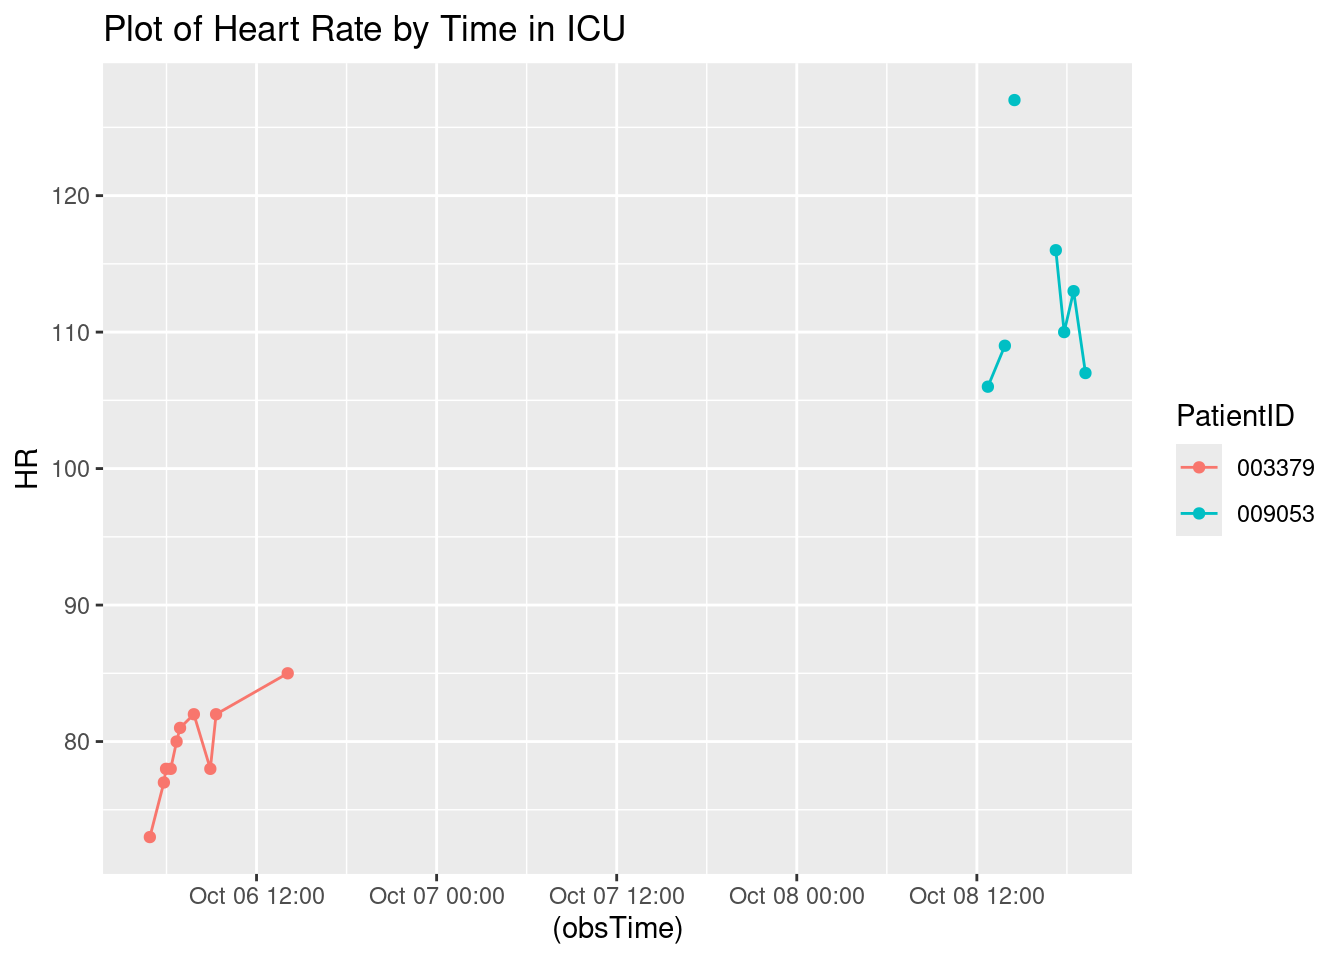 Plot of Heart Rate by Time in ICU
120
110
100
90
80
HR
Oct 06 12:00 Oct 07 00:00 Oct 07 12:00 Oct 08 00:00 Oct 08 12:00
(obsTime)
PatientID
003379
009053